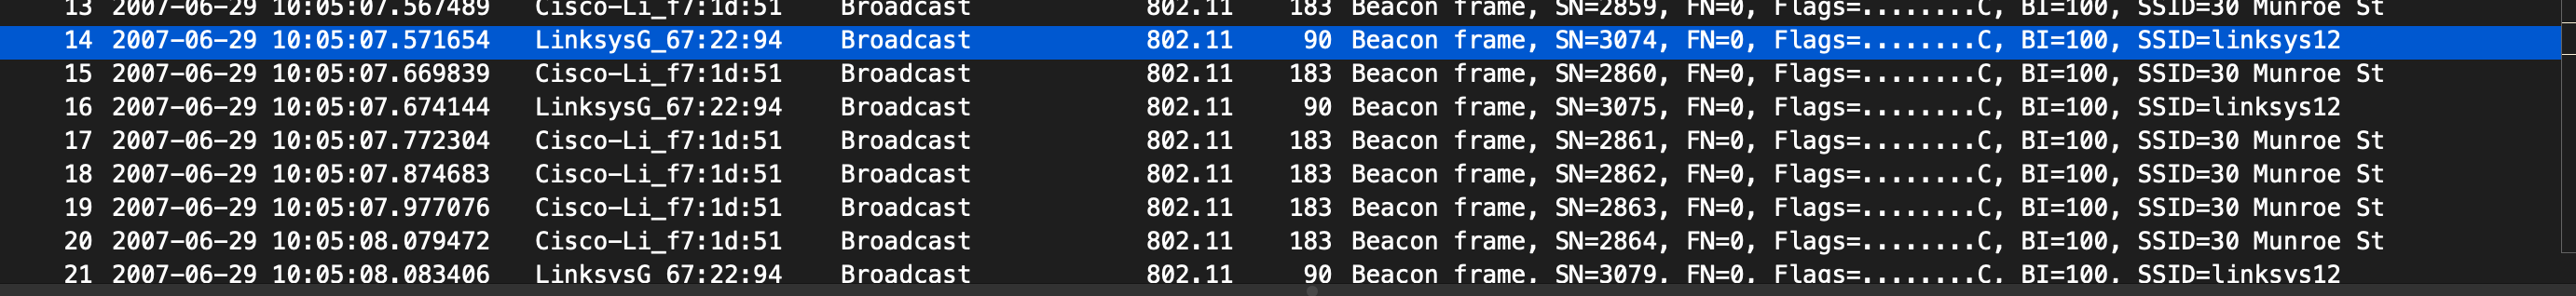 13 2007-06-29 10:05:07.567489 Cisco-Li_f7:1d:51 Broadcast 802.11 183 Beacon frame, SN=2859, FN=0, Flags=........C, BI=100, SSID=30 Munroe St
14 2007-06-29 10:05:07.571654 LinksysG_67:22:94 Broadcast 802.11 90 Beacon frame, SN=3074, FN=0, Flags=........C, BI=100, SSID=linksys12
15 2007-06-29 10:05:07.669839 Cisco-Li_f7:1d:51 Broadcast 802.11 183 Beacon frame, SN=2860, FN=0, Flags=........C, BI=100, SSID=30 Munroe St
16 2007-06-29 10:05:07.674144 LinksysG_67:22:94 Broadcast 802.11 90 Beacon frame, SN=3075, FN=0, Flags=........C, BI=100, SSID=linksys12
17 2007-06-29 10:05:07.772304 Cisco-Li_f7:1d:51 Broadcast 802.11 183 Beacon frame, SN=2861, FN=0, Flags=........C, BI=100, SSID=30 Munroe St
18 2007-06-29 10:05:07.874683 Cisco-Li_f7:1d:51 Broadcast 802.11 183 Beacon frame, SN=2862, FN=0, Flags=........C, BI=100, SSID=30 Munroe St
19 2007-06-29 10:05:07.977076 Cisco-Li_f7:1d:51 Broadcast 802.11 183 Beacon frame, SN=2863, FN=0, Flags=........C, BI=100, SSID=30 Munroe St
20 2007-06-29 10:05:08.079472 Cisco-Li_f7:1d:51 Broadcast 802.11 183 Beacon frame, SN=2864, FN=0, Flags=........C, BI=100, SSID=30 Munroe St
21 2007-06-29 10:05:08.083406 LinksysG_67:22:94 Broadcast 802.11 90 Beacon frame, SN=3079, FN=0, Flags=........C, BI=100, SSID=linksys12